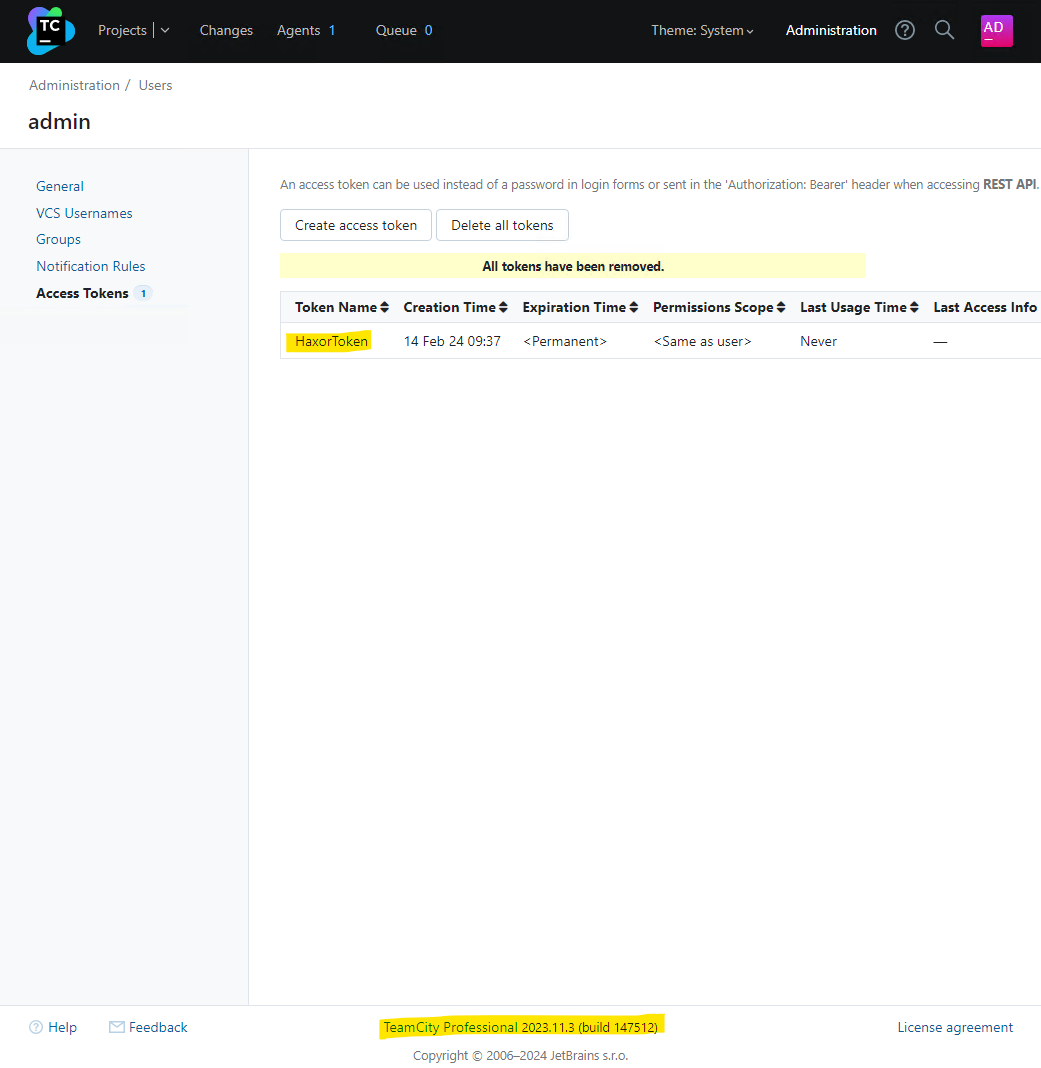 TC
Projects Changes Agents 1 Queue 0 Theme: System Administration ? AD
Administration / Users
admin
General
VCS Usernames
Groups
Notification Rules
Access Tokens 1
An access token can be used instead of a password in login forms or sent in the 'Authorization: Bearer' header when accessing REST API.
Create access token Delete all tokens
All tokens have been removed.
Token Name Creation Time Expiration Time Permissions Scope Last Usage Time Last Access Info
HaxorToken 14 Feb 24 09:37 <Permanent> <Same as user> Never —
? Help Feedback TeamCity Professional 2023.11.3 (build 147512) License agreement
Copyright © 2006–2024 JetBrains s.r.o.